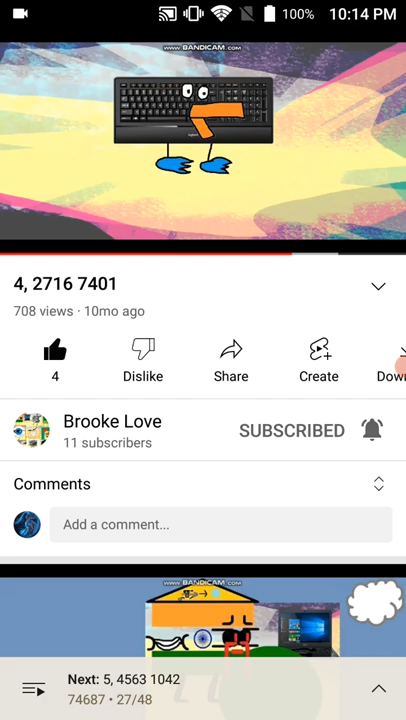 100% 10:14 PM
www.BANDICAM.com
4, 2716 7401
708 views · 10mo ago
4 Dislike Share Create Down
Brooke Love
11 subscribers
SUBSCRIBED
Comments
Add a comment...
www.BANDICAM.com
Next: 5, 4563 1042
74687 • 27/48